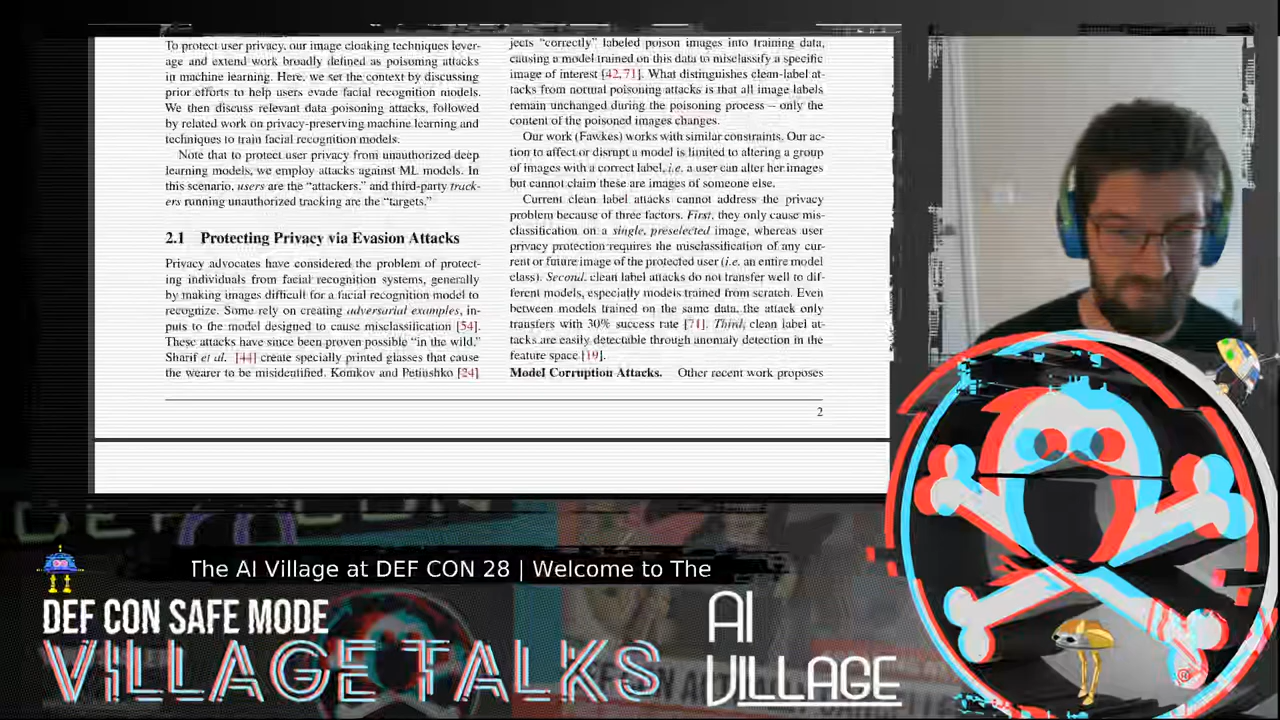 To protect user privacy, our image cloaking techniques lever-
age and extend work broadly defined as poisoning attacks
in machine learning. Here, we set the context by discussing
prior efforts to help users evade facial recognition models.
We then discuss relevant data poisoning attacks, followed
by related work on privacy-preserving machine learning and
techniques to train facial recognition models.
Note that to protect user privacy from unauthorized deep
learning models, we employ attacks against ML models. In
this scenario, users are the “attackers,” and third-party track-
ers running unauthorized tracking are the “targets.”
2.1 Protecting Privacy via Evasion Attacks
Privacy advocates have considered the problem of protect-
ing individuals from facial recognition systems, generally
by making images difficult for a facial recognition model to
recognize. Some rely on creating adversarial examples, in-
puts to the model designed to cause misclassification [54].
These attacks have since been proven possible “in the wild,”
Sharif et al. [44] create specially printed glasses that cause
the wearer to be misidentified. Komkov and Petiushko [24]
jects “correctly” labeled poison images into training data,
causing a model trained on this data to misclassify a specific
image of interest [42,71]. What distinguishes clean-label at-
tacks from normal poisoning attacks is that all image labels
remain unchanged during the poisoning process – only the
content of the poisoned images changes.
Our work (Fawkes) works with similar constraints. Our ac-
tion to affect or disrupt a model is limited to altering a group
of images with a correct label, i.e. a user can alter her images
but cannot claim these are images of someone else.
Current clean label attacks cannot address the privacy
problem because of three factors. First, they only cause mis-
classification on a single, preselected image, whereas user
privacy protection requires the misclassification of any cur-
rent or future image of the protected user (i.e. an entire model
class). Second, clean label attacks do not transfer well to dif-
ferent models, especially models trained from scratch. Even
between models trained on the same data, the attack only
transfers with 30% success rate [71]. Third, clean label at-
tacks are easily detectable through anomaly detection in the
feature space [19].
Model Corruption Attacks. Other recent work proposes
2
The AI Village at DEF CON 28 | Welcome to The
DEF CON SAFE MODE
VILLAGE TALKS
AI
VILLAGE
®